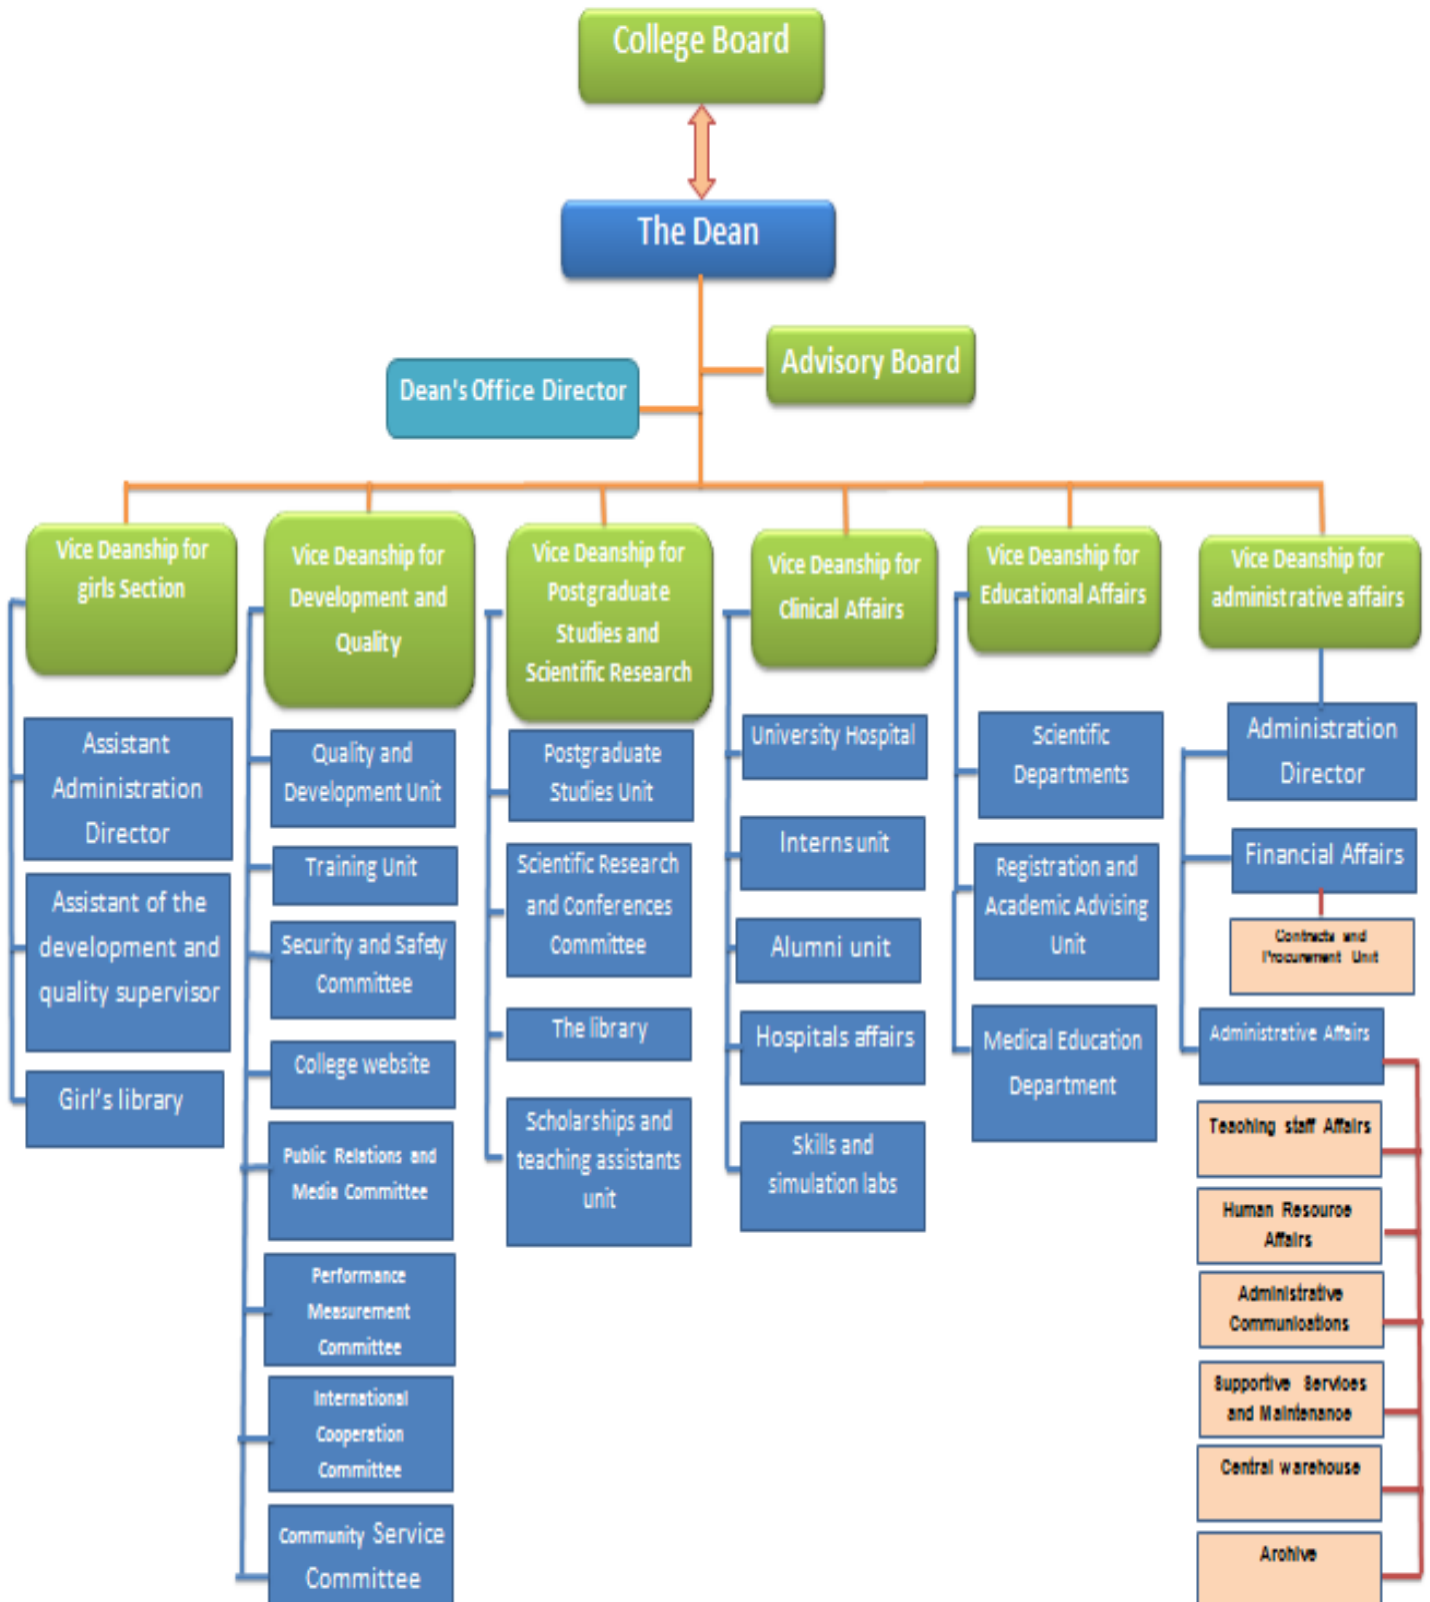 College Board
The Dean
Advisory Board
Dean's Office Director
Vice Deanship for
girls Section
Assistant
Administration
Director
Assistant of the
development and
quality supervisor
Girl's library
Vice Deanship for
Development and
Quality
Quality and
Development Unit
Training Unit
Security and Safety
Committee
College website
Public Relations and
Media Committee
Performance
Measurement
Committee
International
Cooperation
Committee
Community Service
Committee
Vice Deanship for
Postgraduate
Studies and
Scientific Research
Postgraduate
Studies Unit
Scientific Research
and Conferences
Committee
The library
Scholarships and
teaching assistants
unit
Vice Deanship for
Clinical Affairs
University Hospital
Interns unit
Alumni unit
Hospitals affairs
Skills and
simulation labs
Vice Deanship for
Educational Affairs
Scientific
Departments
Registration and
Academic Advising
Unit
Medical Education
Department
Vice Deanship for
administrative affairs
Administration
Director
Financial Affairs
Contracts and
Procurement Unit
Administrative Affairs
Teaching staff Affairs
Human Resource
Affairs
Administrative
Communications
Supportive Services
and Maintenance
Central warehouse
Archive